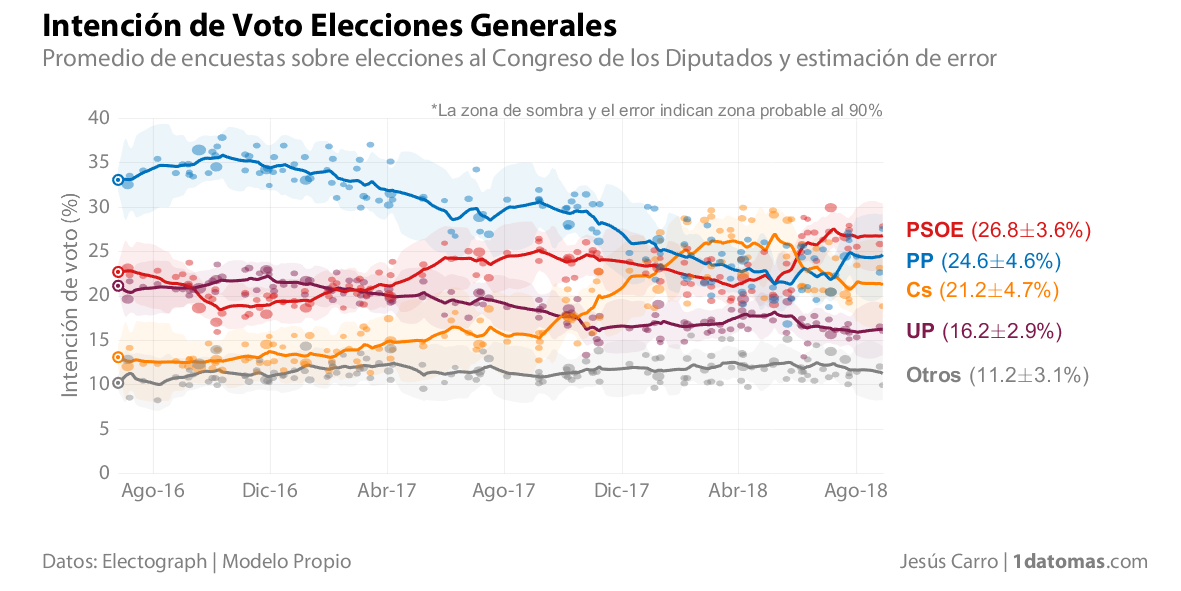 Intención de Voto Elecciones Generales
Promedio de encuestas sobre elecciones al Congreso de los Diputados y estimación de error
*La zona de sombra y el error indican zona probable al 90%
Intención de voto (%)
40
35
30
25
20
15
10
5
0
Ago-16 Dic-16 Abr-17 Ago-17 Dic-17 Abr-18 Ago-18
PSOE (26.8±3.6%)
PP (24.6±4.6%)
Cs (21.2±4.7%)
UP (16.2±2.9%)
Otros (11.2±3.1%)
Datos: Electograph | Modelo Propio
Jesús Carro | 1datomas.com